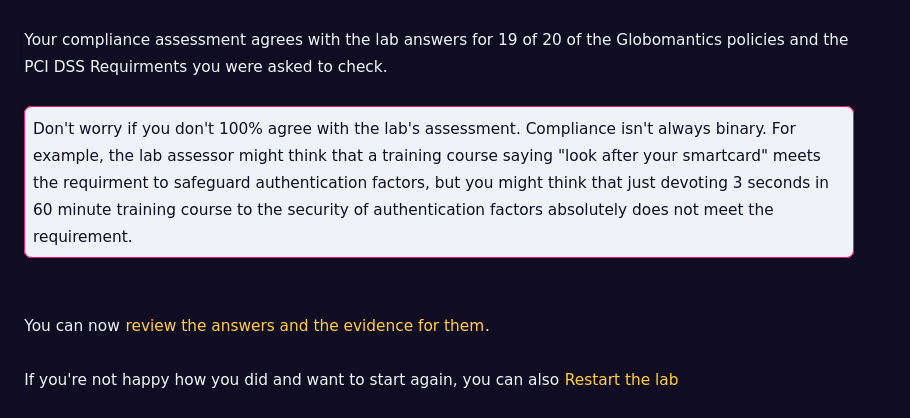 Your compliance assessment agrees with the lab answers for 19 of 20 of the Globomantics policies and the
PCI DSS Requirments you were asked to check.
Don't worry if you don't 100% agree with the lab's assessment. Compliance isn't always binary. For
example, the lab assessor might think that a training course saying "look after your smartcard" meets
the requirment to safeguard authentication factors, but you might think that just devoting 3 seconds in
60 minute training course to the security of authentication factors absolutely does not meet the
requirement.
You can now review the answers and the evidence for them.
If you're not happy how you did and want to start again, you can also Restart the lab